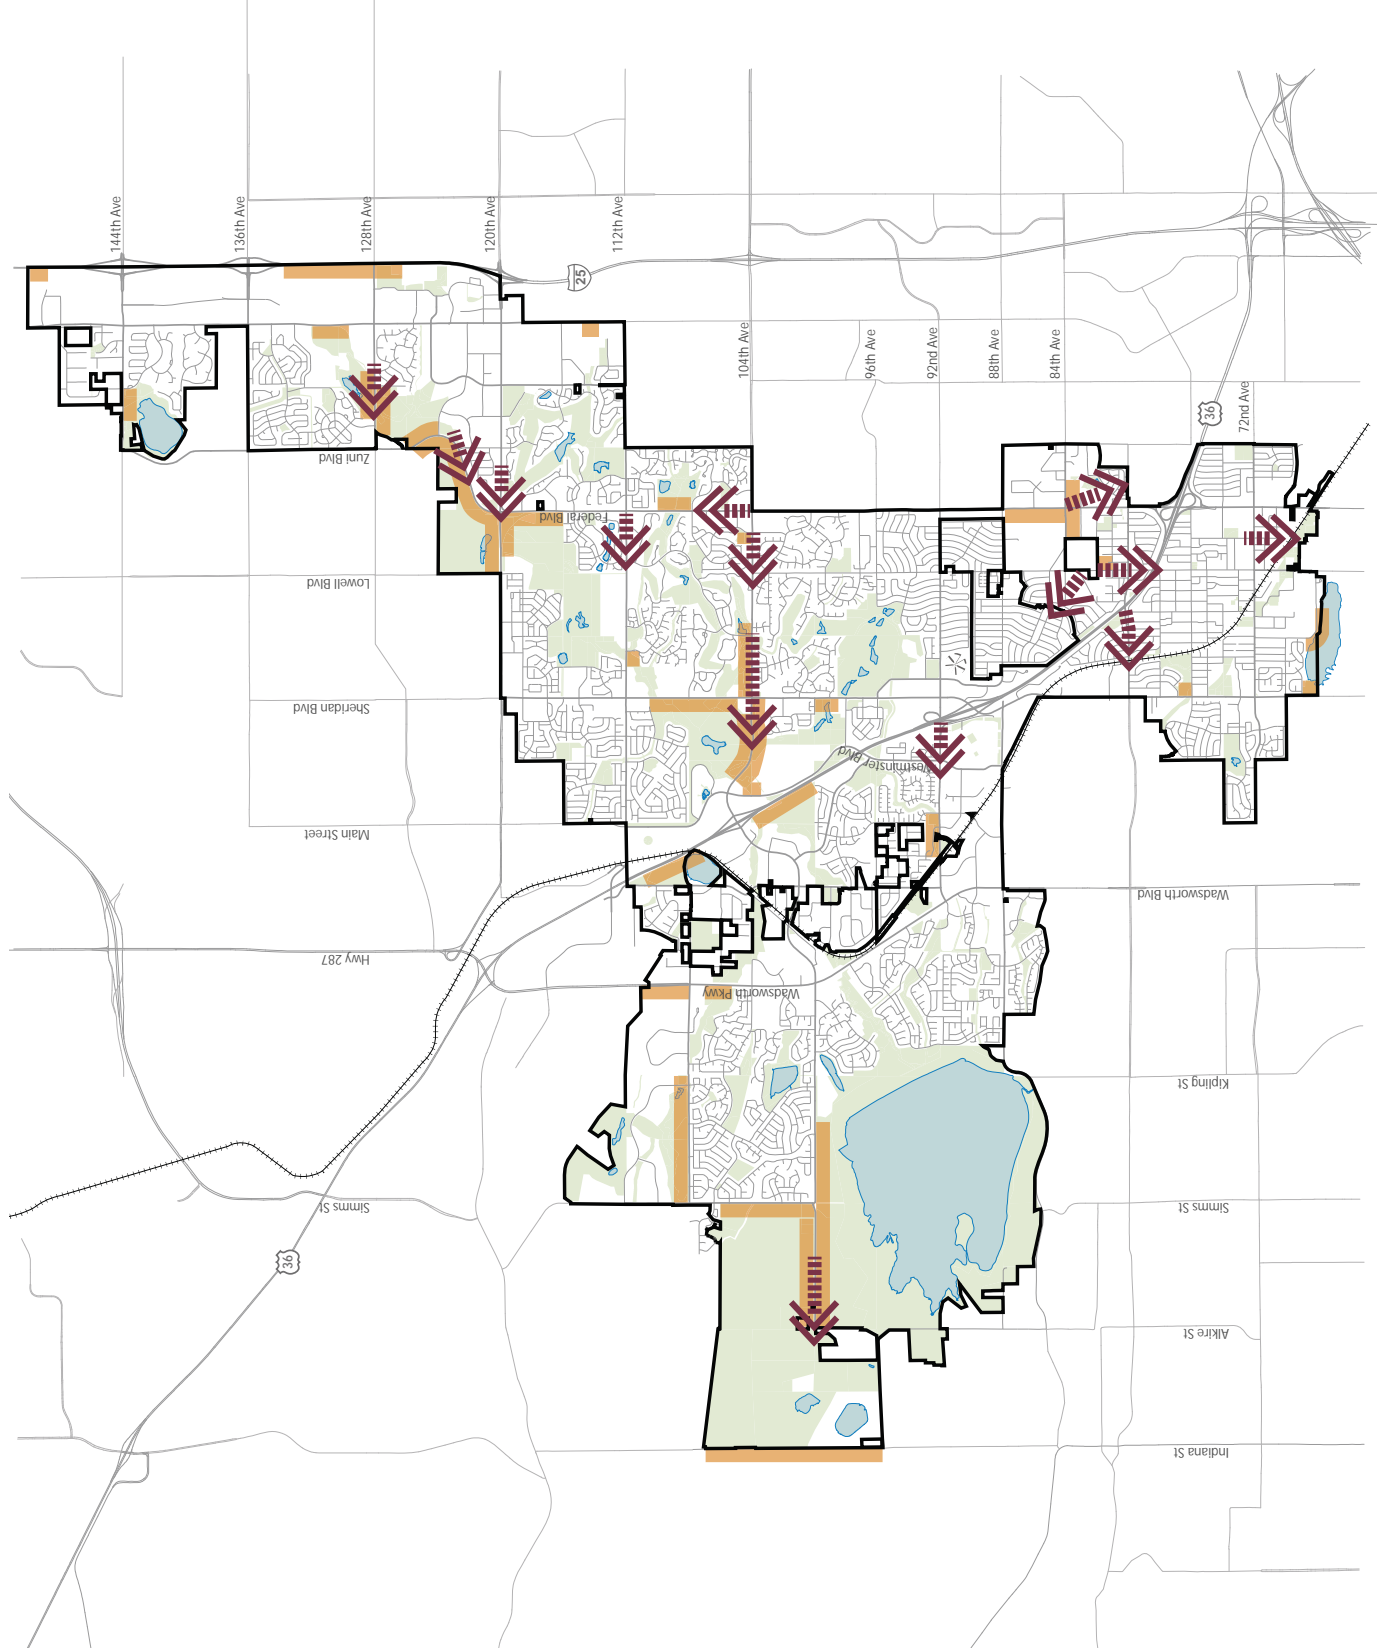 144th Ave
136th Ave
128th Ave
120th Ave
112th Ave
25
104th Ave
96th Ave
92nd Ave
88th Ave
84th Ave
72nd Ave
36
Zuni Blvd
Federal Blvd
Lowell Blvd
Sheridan Blvd
Westminster Blvd
Main Street
Wadsworth Blvd
Hwy 287
Wadsworth Pkwy
Kipling St
Simms St
Simms St
36
Alkire St
Indiana St